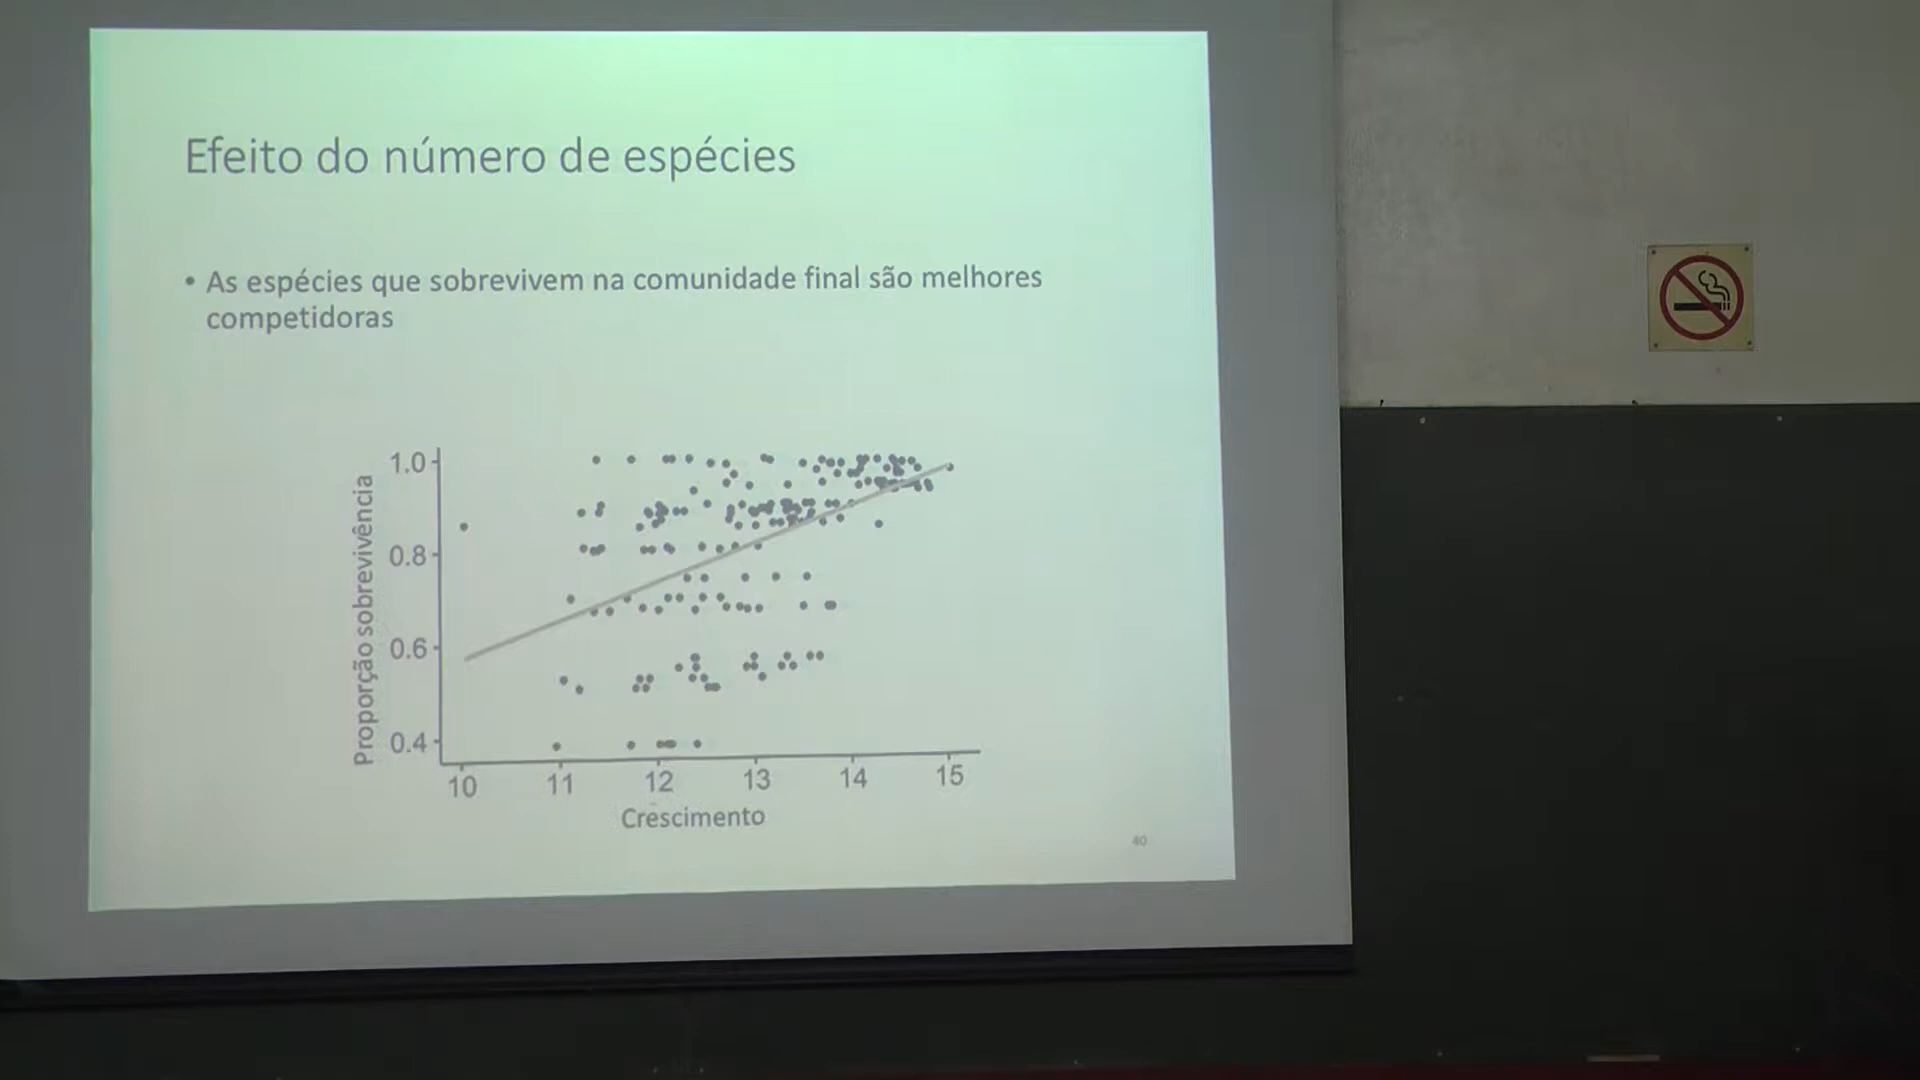 Efeito do número de espécies
• As espécies que sobrevivem na comunidade final são melhores
competidoras
Proporção sobrevivência
1.0
0.8
0.6
0.4
10 11 12 13 14 15
Crescimento
40